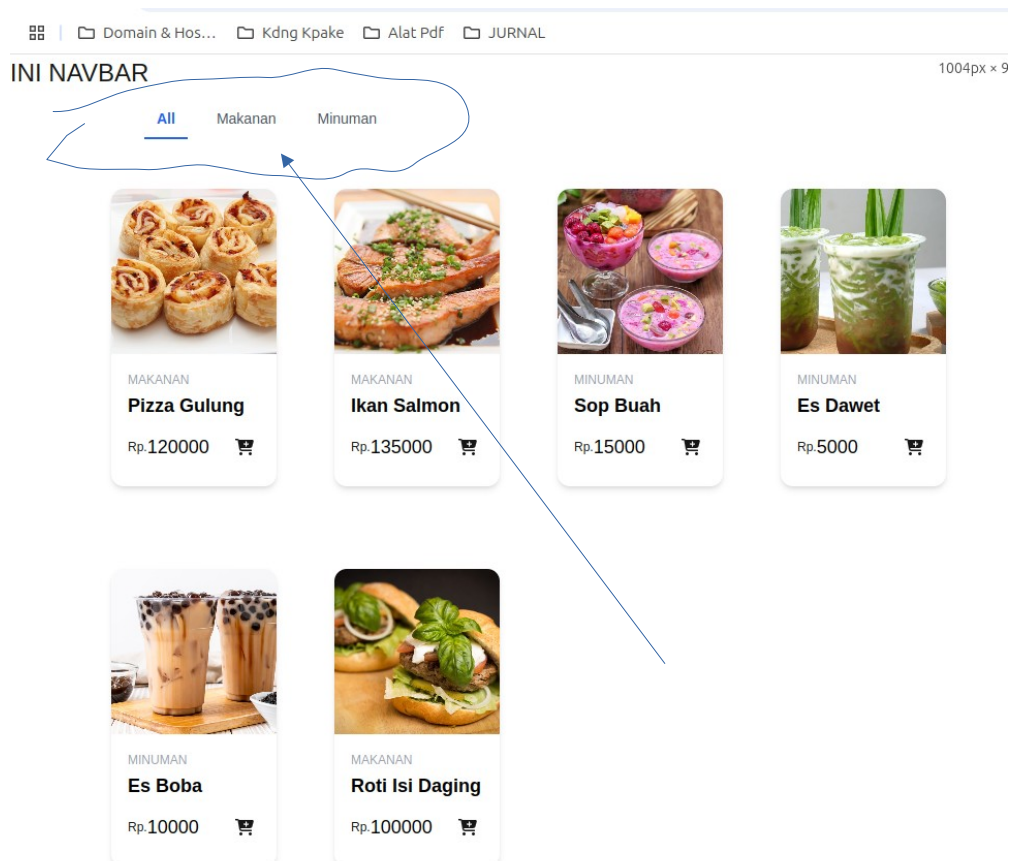 Domain & Hos... Kdng Kpake Alat Pdf JURNAL
INI NAVBAR
1004px × 9
All Makanan Minuman
MAKANAN MAKANAN MINUMAN MINUMAN
Pizza Gulung Ikan Salmon Sop Buah Es Dawet
Rp.120000 Rp.135000 Rp.15000 Rp.5000
MINUMAN MAKANAN
Es Boba Roti Isi Daging
Rp.10000 Rp.100000